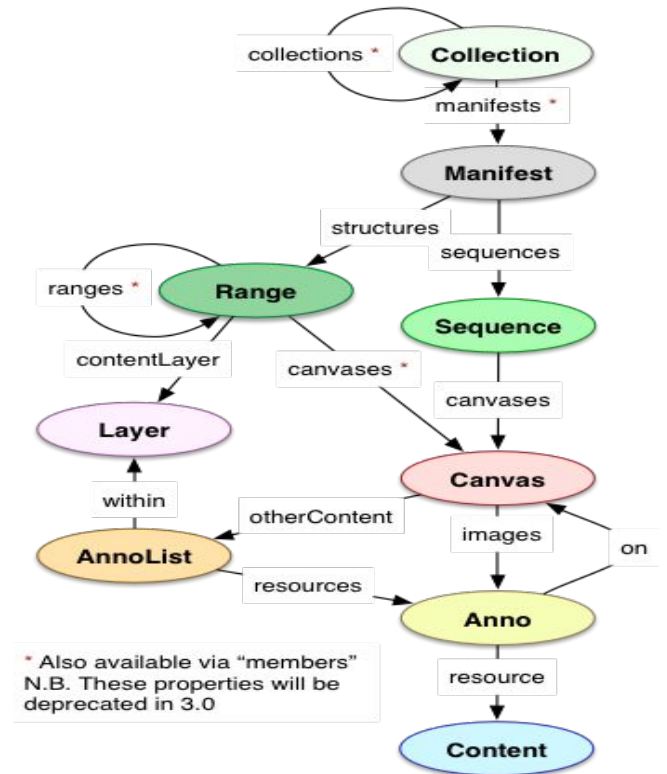 collections *
Collection
manifests *
Manifest
structures
sequences
ranges *
Range
Sequence
contentLayer
canvases *
canvases
Layer
Canvas
within
otherContent
images
on
AnnoList
resources
Anno
* Also available via “members”
N.B. These properties will be
deprecated in 3.0
resource
Content